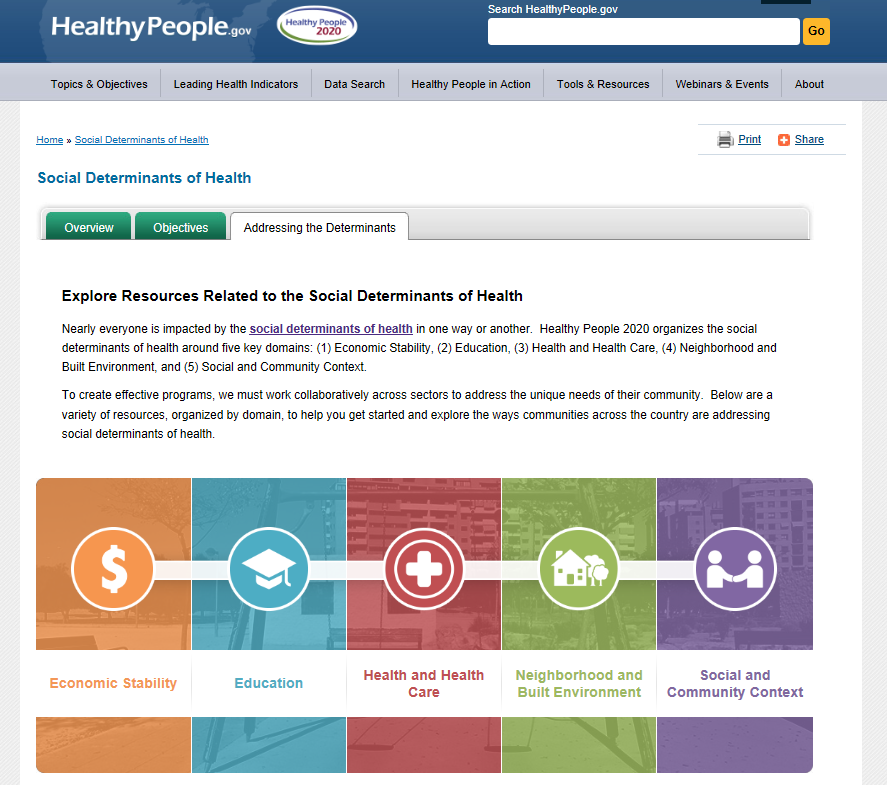 HealthyPeople.gov
Healthy People
2020
Search HealthyPeople.gov
Go
Topics & Objectives
Leading Health Indicators
Data Search
Healthy People in Action
Tools & Resources
Webinars & Events
About
Home » Social Determinants of Health
Print
Share
Social Determinants of Health
Overview
Objectives
Addressing the Determinants
Explore Resources Related to the Social Determinants of Health
Nearly everyone is impacted by the social determinants of health in one way or another. Healthy People 2020 organizes the social
determinants of health around five key domains: (1) Economic Stability, (2) Education, (3) Health and Health Care, (4) Neighborhood and
Built Environment, and (5) Social and Community Context.
To create effective programs, we must work collaboratively across sectors to address the unique needs of their community. Below are a
variety of resources, organized by domain, to help you get started and explore the ways communities across the country are addressing
social determinants of health.
$
Economic Stability
Education
Health and Health
Care
Neighborhood and
Built Environment
Social and
Community Context